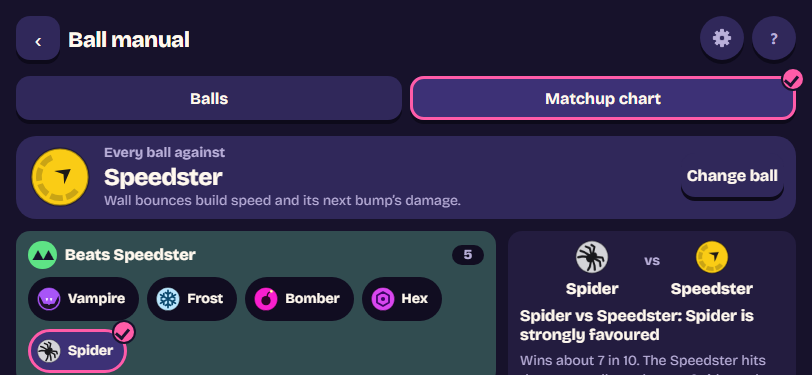 Ball manual
?
Balls
Matchup chart
Every ball against
Speedster
Wall bounces build speed and its next bump's damage.
Change ball
Beats Speedster
5
Vampire
Frost
Bomber
Hex
Spider
Spider
vs
Speedster
Spider vs Speedster: Spider is
strongly favoured
Wins about 7 in 10. The Speedster hits